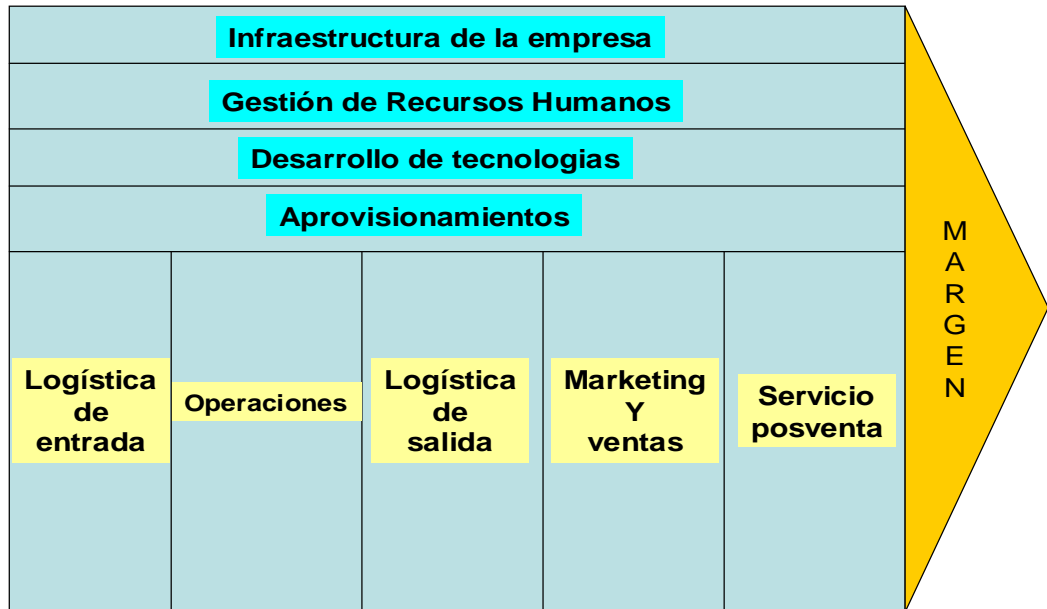 Infraestructura de la empresa
Gestión de Recursos Humanos
Desarrollo de tecnologias
Aprovisionamientos
Logística
de
entrada
Operaciones
Logística
de
salida
Marketing
Y
ventas
Servicio
posventa
M
A
R
G
E
N